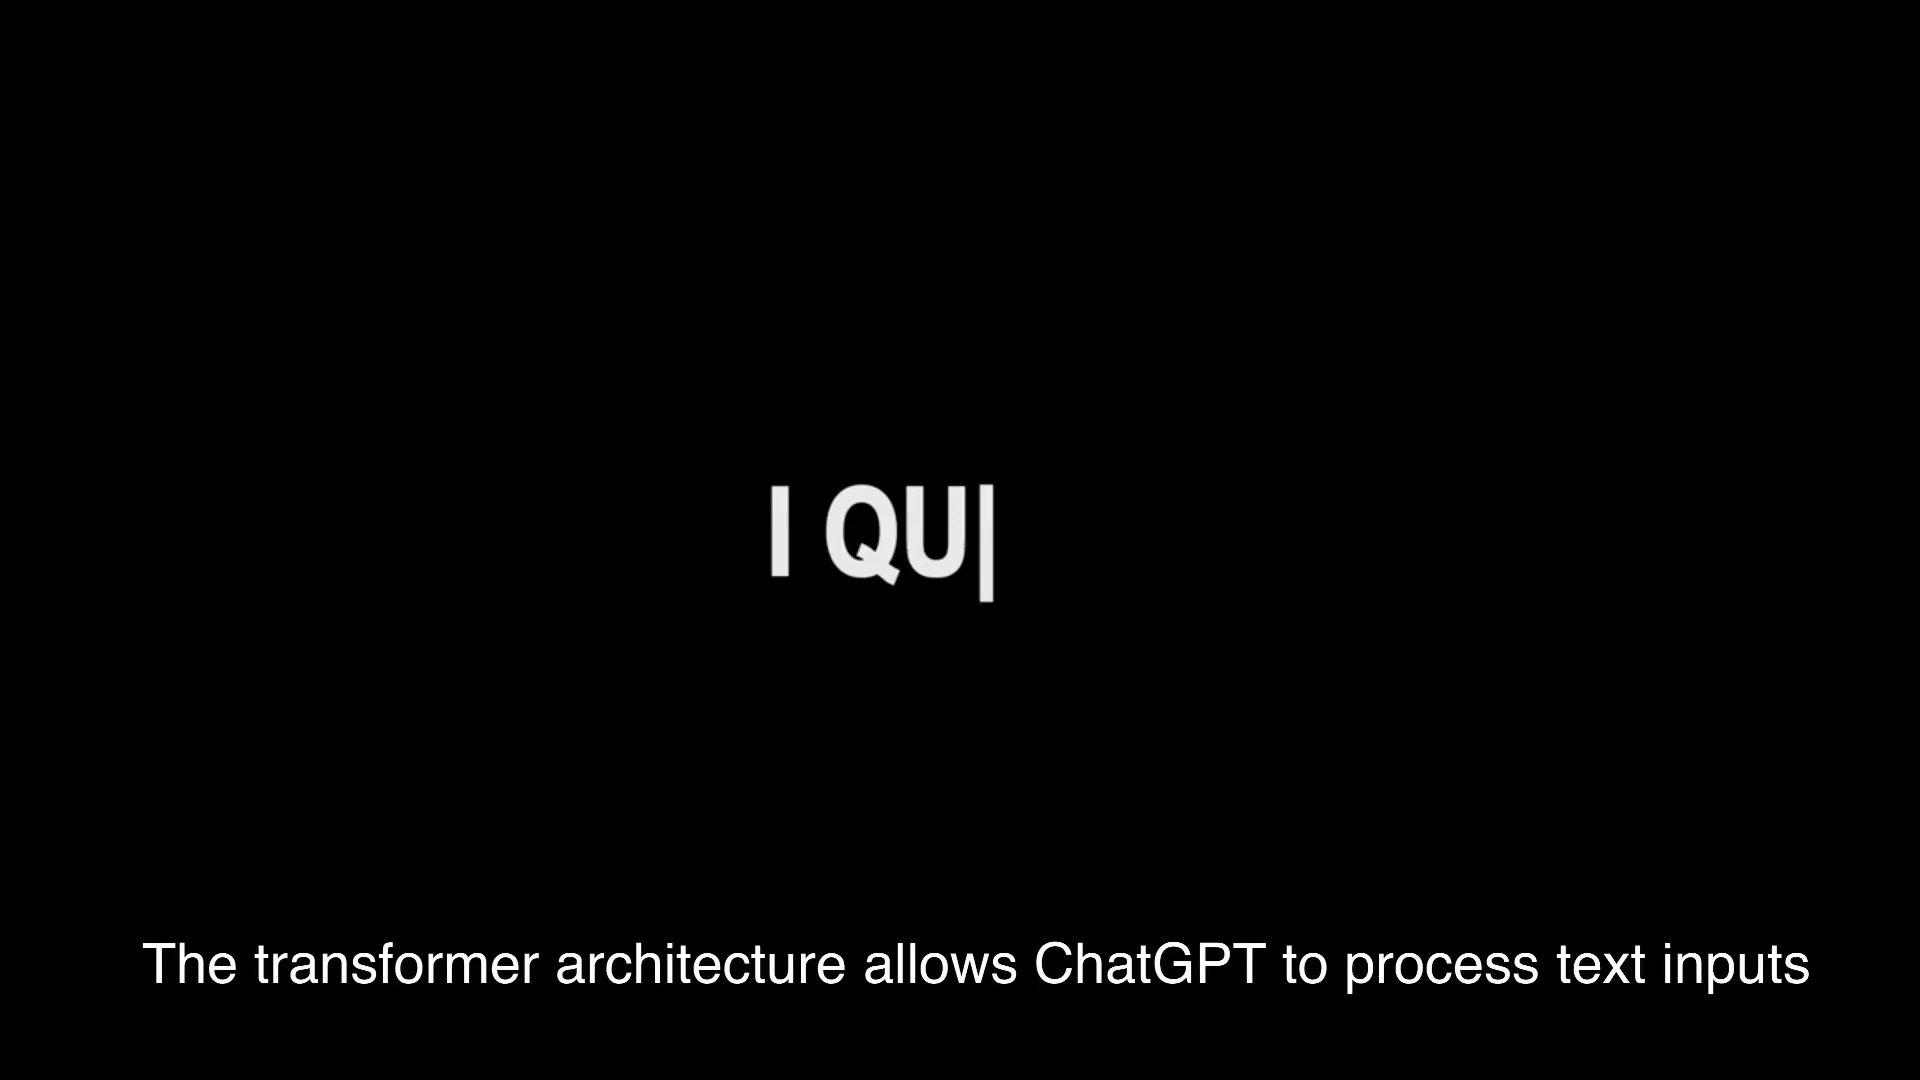 I QU|
The transformer architecture allows ChatGPT to process text inputs